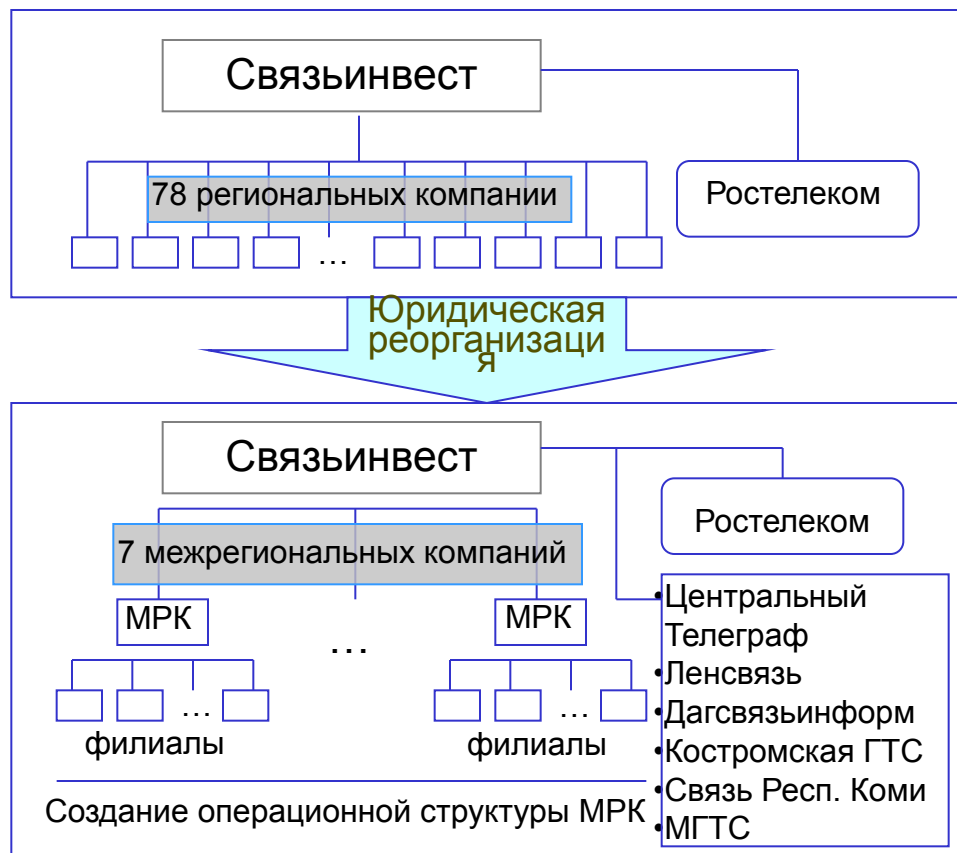 Связьинвест
78 региональных компании
Ростелеком
...
Юридическая
реорганизаци
я
Связьинвест
Ростелеком
7 межрегиональных компаний
МРК
...
МРК
...
...
филиалы
филиалы
•Центральный
Телеграф
•Ленсвязь
•Дагсвязьинформ
•Костромская ГТС
•Связь Респ. Коми
•МГТС
Создание операционной структуры МРК